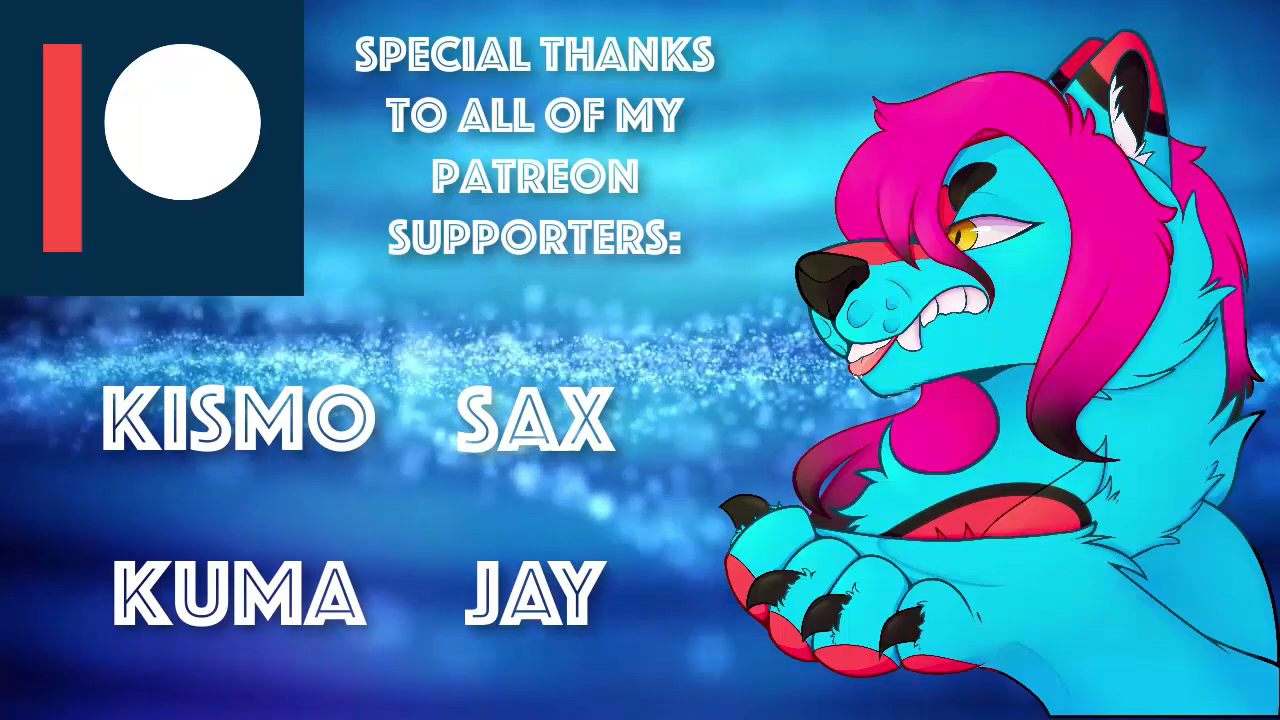 SPECIAL THANKS
TO ALL OF MY
PATREON
SUPPORTERS:
KISMO SAX
KUMA JAY